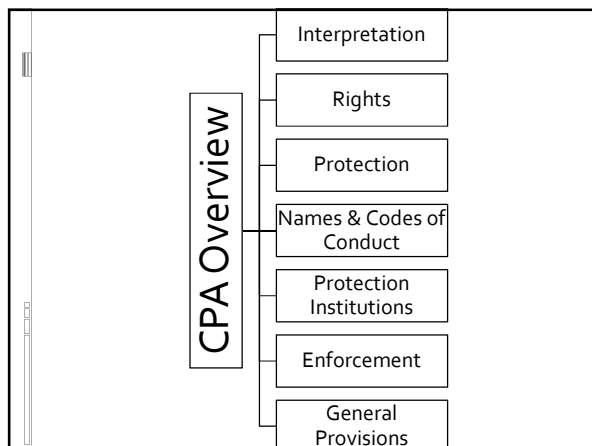 CPA Overview
Interpretation
Rights
Protection
Names & Codes of
Conduct
Protection
Institutions
Enforcement
General
Provisions